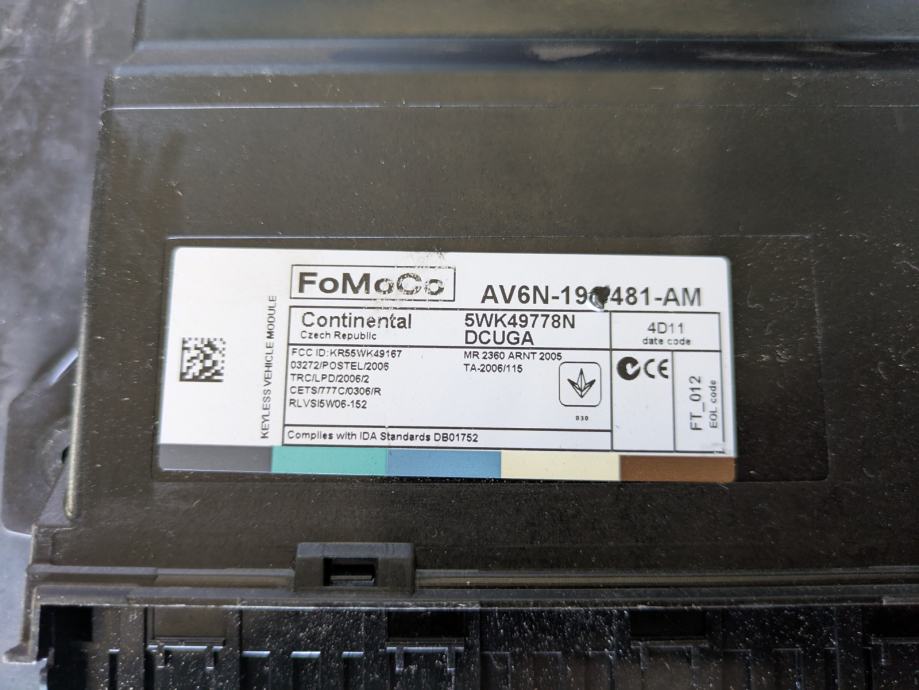 FoMoCo
AV6N-19 481-AM
KEYLESS VEHICLE MODULE
Continental
Czech Republic
5WK49778N
DCUGA
4D11
date code
FCC ID:KR55WK49167
03272/POSTEL/2006
TRC/LPD/2006/2
CETS/777C/0306/R
RLVSI5W06-152
MR 2360 ARNT 2005
TA-2006/115
CE
030
FT_012
EOL code
Complies with IDA Standards DB01752